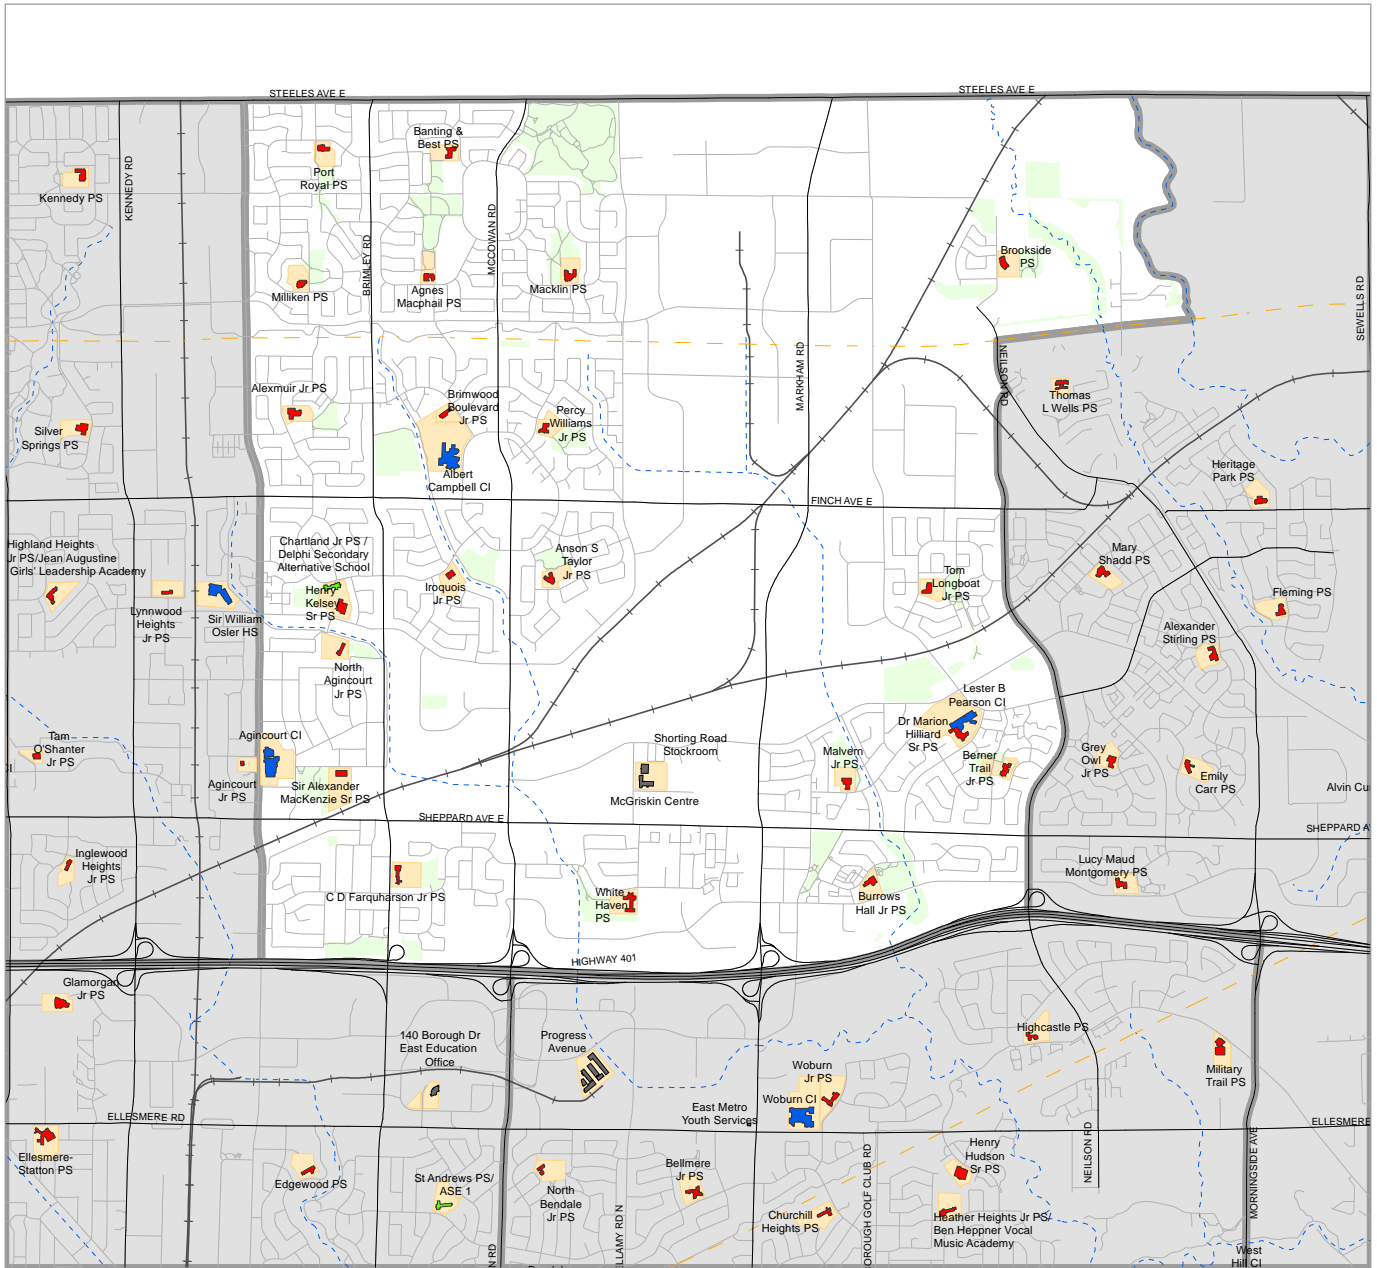 STEELES AVE E
STEELES AVE E
Banting &
Best PS
Port
Royal PS
KENNEDY RD
Kennedy PS
BRIMLEY RD
MCCOWAN RD
Brookside
PS
Milliken PS
Agnes
Macphail PS
Macklin PS
SEWELLS RD
MARKHAM RD
NEILSON RD
Alexmuir Jr PS
Brimwood
Boulevard
Jr PS
Percy
Williams
Jr PS
Thomas
L Wells PS
Silver
Springs PS
Albert
Campbell CI
Heritage
Park PS
FINCH AVE E
Highland Heights
Jr PS/Jean Augustine
Girls' Leadership Academy
Chartland Jr PS /
Delphi Secondary
Alternative School
Henry
Kelsey
Sr PS
Iroquois
Jr PS
Anson S
Taylor
Jr PS
Tom
Longboat
Jr PS
Mary
Shadd PS
Fleming PS
Lynnwood
Heights
Jr PS
Sir William
Osler HS
Alexander
Stirling PS
North
Agincourt
Jr PS
Lester B
Pearson CI
Dr Marion
Hilliard
Sr PS
Tam
O'Shanter
Jr PS
CI
Agincourt CI
Shorting Road
Stockroom
Malvern
Jr PS
Berner
Trail
Jr PS
Grey
Owl
Jr PS
Emily
Carr PS
Agincourt
Jr PS
Sir Alexander
MacKenzie Sr PS
McGriskin Centre
Alvin Cu
SHEPPARD AVE E
SHEPPARD A
Inglewood
Heights
Jr PS
C D Farquharson Jr PS
White
Haven
PS
Burrows
Hall Jr PS
Lucy Maud
Montgomery PS
HIGHWAY 401
Glamorgan
Jr PS
140 Borough Dr
East Education
Office
Progress
Avenue
Highcastle PS
Woburn
Jr PS
Military
Trail PS
Woburn CI
East Metro
Youth Services
ELLESMERE RD
ELLESMERE
Ellesmere-
Statton PS
Edgewood PS
St Andrews PS/
ASE 1
North
Bendale
Jr PS
Bellmere
Jr PS
Henry
Hudson
Sr PS
NEILSON RD
MORNINGSIDE AVE
Churchill
Heights PS
OROUGH GOLF CLUB RD
Heather Heights Jr PS/
Ben Heppner Vocal
Music Academy
N RD
ELLAMY RD N
West
Hill CI